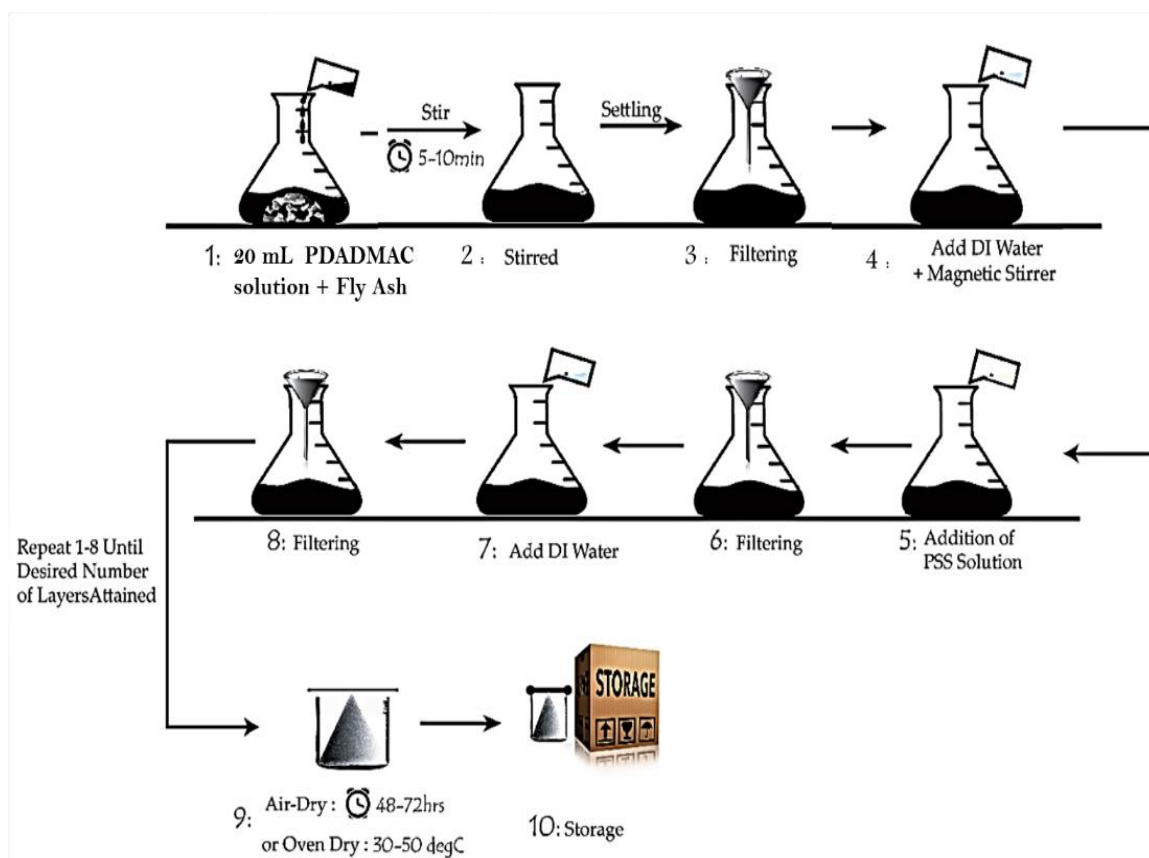 Stir
5-10min
Settling
1: 20 mL PDADMAC
solution + Fly Ash
2 : Stirred
3 : Filtering
4 : Add DI Water
+ Magnetic Stirrer
8: Filtering
7: Add DI Water
6: Filtering
5: Addition of
PSS Solution
Repeat 1-8 Until
Desired Number
of LayersAttained
STORAGE
9: Air-Dry : 48-72hrs
or Oven Dry : 30-50 degC
10: Storage